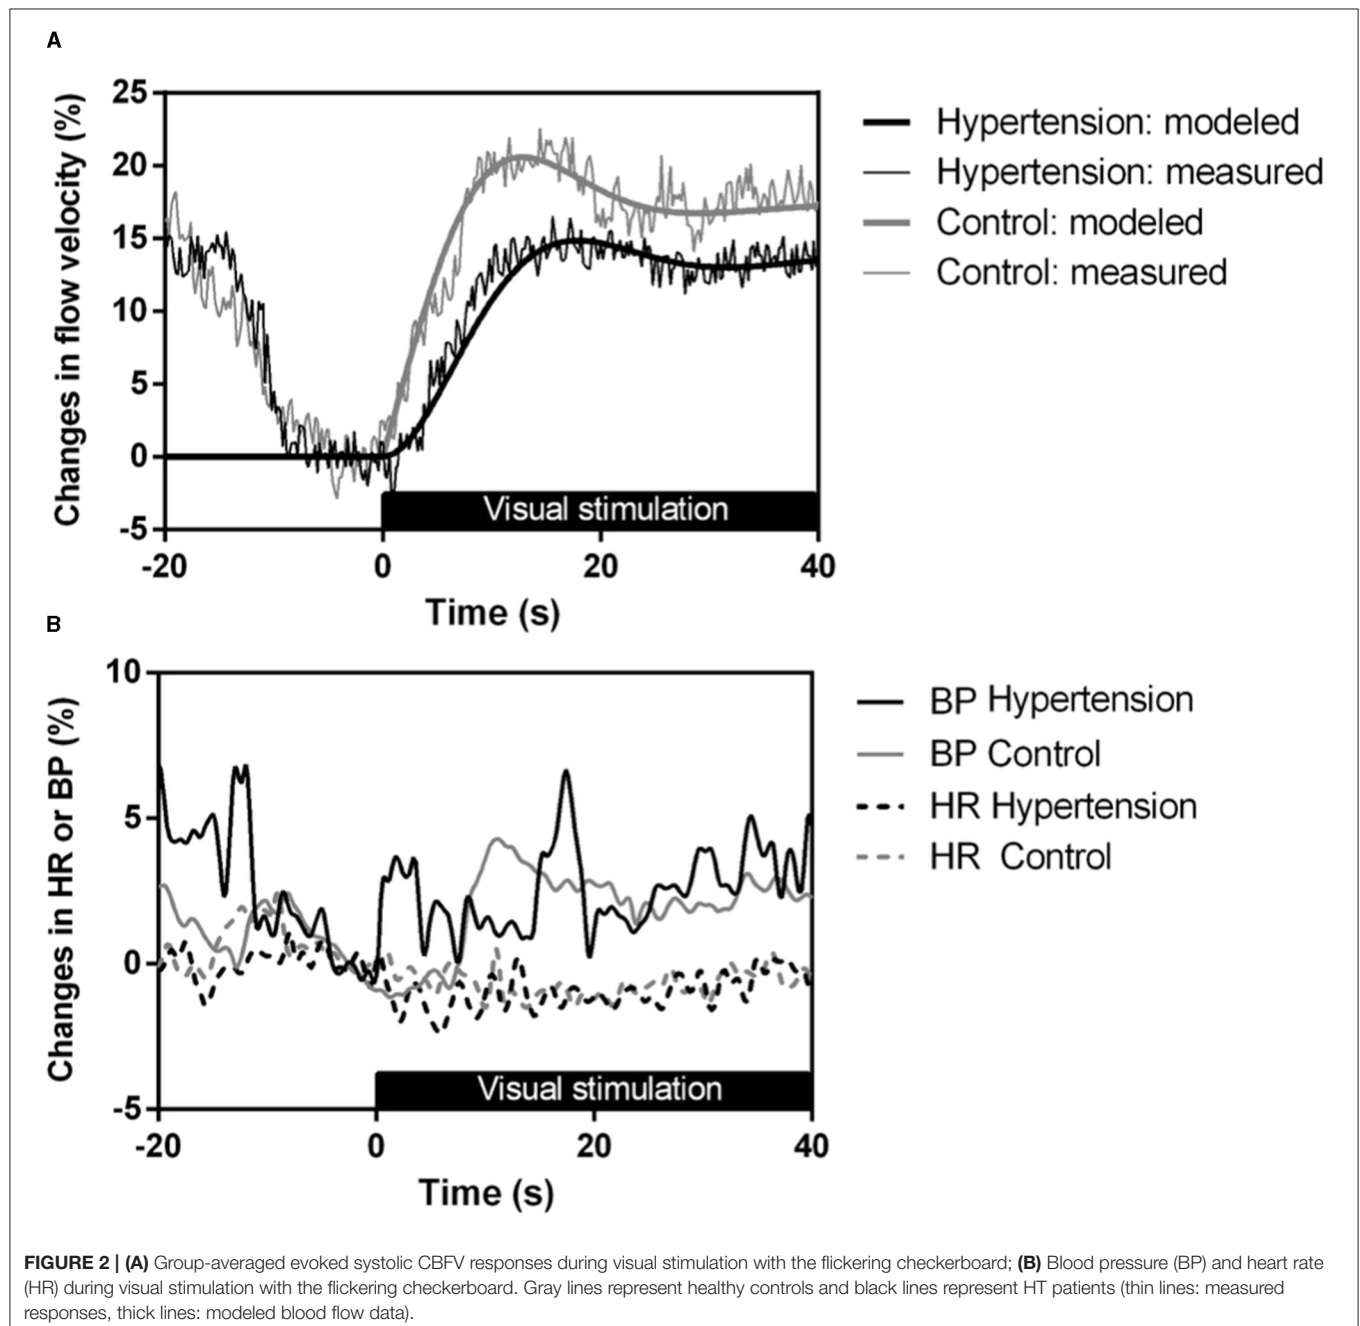 A
Changes in flow velocity (%)
25
20
15
10
5
0
-5
-20
0
20
40
Time (s)
Visual stimulation
Hypertension: modeled
Hypertension: measured
Control: modeled
Control: measured
B
Changes in HR or BP (%)
10
5
0
-5
-20
0
20
40
Time (s)
Visual stimulation
BP Hypertension
BP Control
HR Hypertension
HR Control
FIGURE 2 | (A) Group-averaged evoked systolic CBFV responses during visual stimulation with the flickering checkerboard; (B) Blood pressure (BP) and heart rate
(HR) during visual stimulation with the flickering checkerboard. Gray lines represent healthy controls and black lines represent HT patients (thin lines: measured
responses, thick lines: modeled blood flow data).